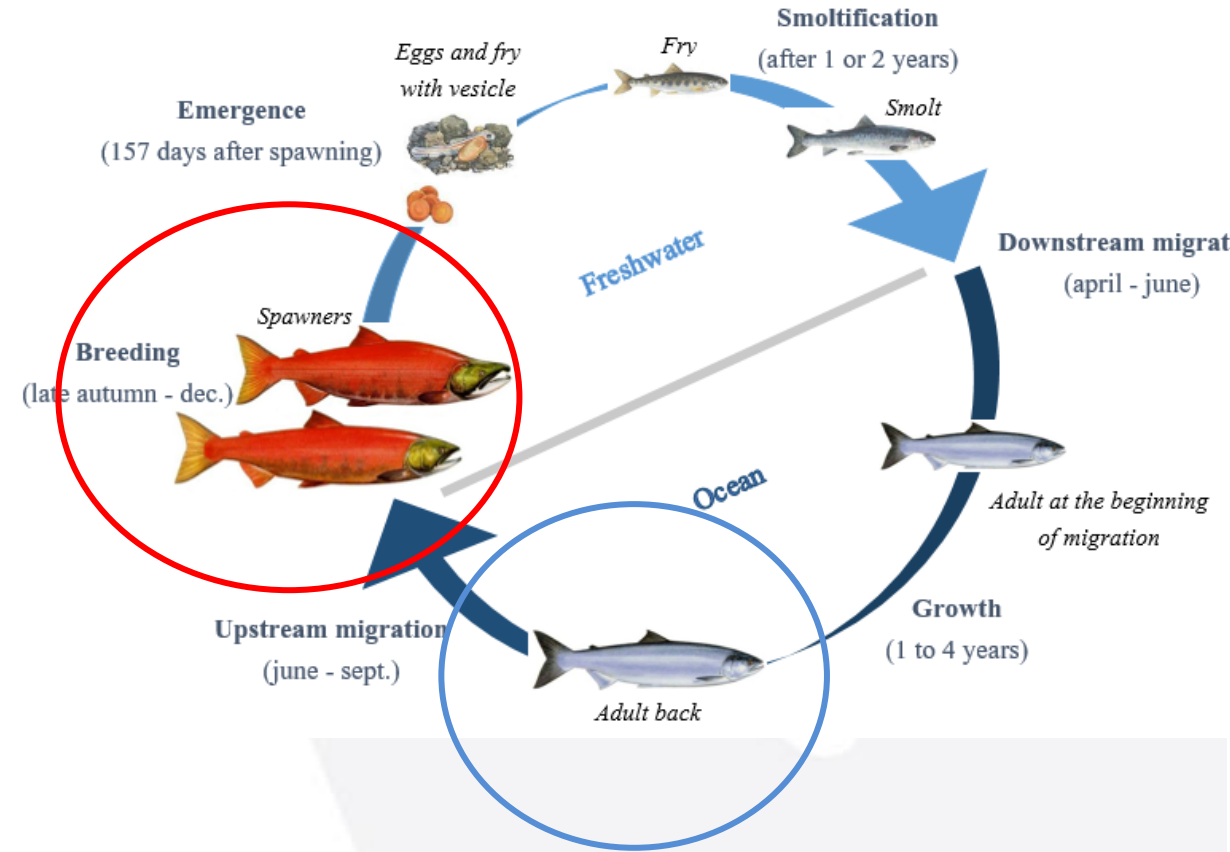 Smoltification
(after 1 or 2 years)
Fry
Eggs and fry
with vesicle
Smolt
Emergence
(157 days after spawning)
Freshwater
Downstream migrat
(april - june)
Spawners
Breeding
(late autumn - dec.)
Ocean
Adult at the beginning
of migration
Growth
(1 to 4 years)
Upstream migration
(june - sept.)
Adult back